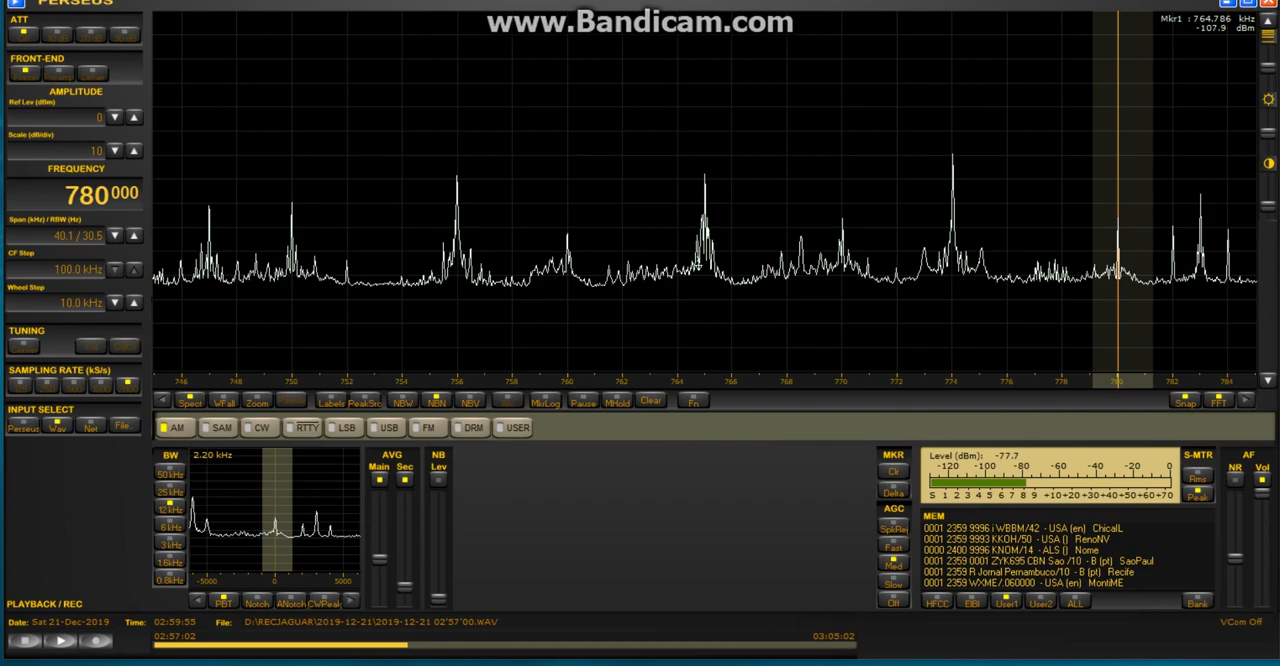 PERSEUS
www.Bandicam.com
Mkr1 : 764.786 kHz
-107.9 dBm
ATT
FRONT-END
AMPLITUDE
Ref Lev (dBm)
0
Scale (dB/div)
10
FREQUENCY
780000
Span (kHz) / RBW (Hz)
40.1 / 30.5
CF Step
100.0 kHz
Wheel Step
10.0 kHz
TUNING
SAMPLING RATE (kS/s)
INPUT SELECT
Perseus Wav Net File...
746 748 750 752 754 756 758 760 762 764 766 768 770 772 774 776 778 780 782 784
Spect WFall Zoom Labels PeakSrc NBW NBN NBV MkrLog Pause MHold Clear Fn Snap FFT
AM SAM CW RTTY LSB USB FM DRM USER
BW
2.20 kHz
50 kHz
25 kHz
12 kHz
6 kHz
3 kHz
1.6kHz
0.8kHz
-5000 0 5000
PBT Notch ANotch CWPeak
AVG
Main Sec
NB
Lev
MKR
Clr
Delta
AGC
SpkRej
Fast
Med
Slow
Off
Level (dBm): -77.7
-120 -100 -80 -60 -40 -20 0
S 1 2 3 4 5 6 7 8 9 +10+20+30+40+50+60+70
S-MTR
Rms
Peak
AF
NR Vol
MEM
0001 2359 9996 i WBBM/42 - USA (en) ChicaIL
0001 2359 9993 KKOH/50 - USA () RenoNV
0000 2400 9996 KNOM/14 - ALS () Nome
0001 2359 0001 ZYK695 CBN Sao /10 - B (pt) SaoPaul
0001 2359 R Jornal Pernambuco/10 - B (pt) Recife
0001 2359 WXME/.060000 - USA (en) MontiME
HFCC EIBI User1 User2 ALL Bank
PLAYBACK / REC
Date: Sat 21-Dec-2019 Time: 02:59:55 File: D:\RECJAGUAR\2019-12-21\2019-12-21 02'57'00.WAV
VCom Off
02:57:02
03:05:02